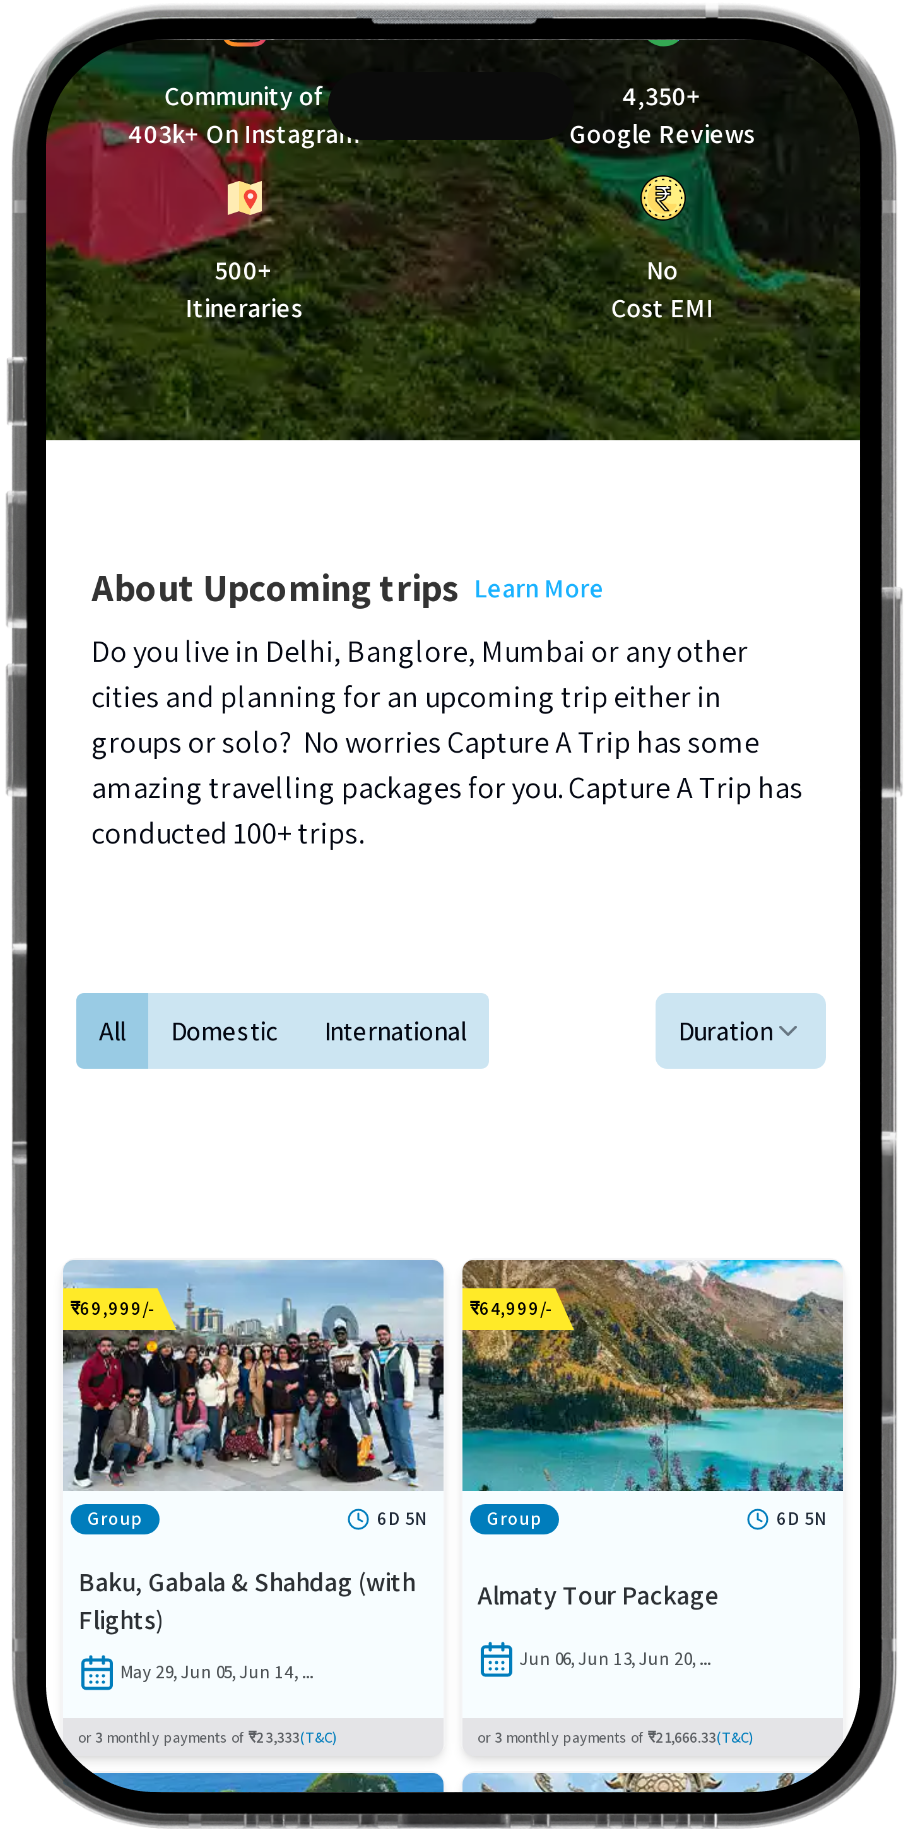 Community of
403k+ On Instagram
4,350+
Google Reviews
500+
Itineraries
No
Cost EMI
About Upcoming trips Learn More
Do you live in Delhi, Banglore, Mumbai or any other
cities and planning for an upcoming trip either in
groups or solo?  No worries Capture A Trip has some
amazing travelling packages for you. Capture A Trip has
conducted 100+ trips.
All Domestic International Duration
₹69,999/-
Group 6D 5N
Baku, Gabala & Shahdag (with
Flights)
May 29, Jun 05, Jun 14, ...
or 3 monthly payments of ₹23,333(T&C)
₹64,999/-
Group 6D 5N
Almaty Tour Package
Jun 06, Jun 13, Jun 20, ...
or 3 monthly payments of ₹21,666.33(T&C)